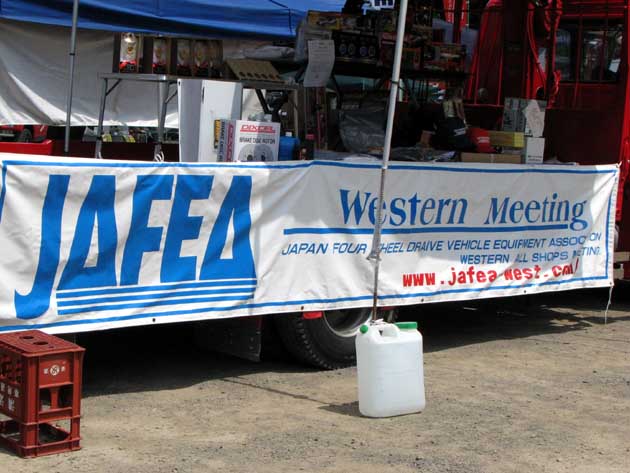 DIXCEL
BRAKE DISC ROTOR
JAFEA
Western Meeting
JAPAN FOUR WHEEL DRAIVE VEHICLE EQUIPMENT ASSOCIATION
WESTERN ALL SHOPS MEETING
www.jafea-west.com/